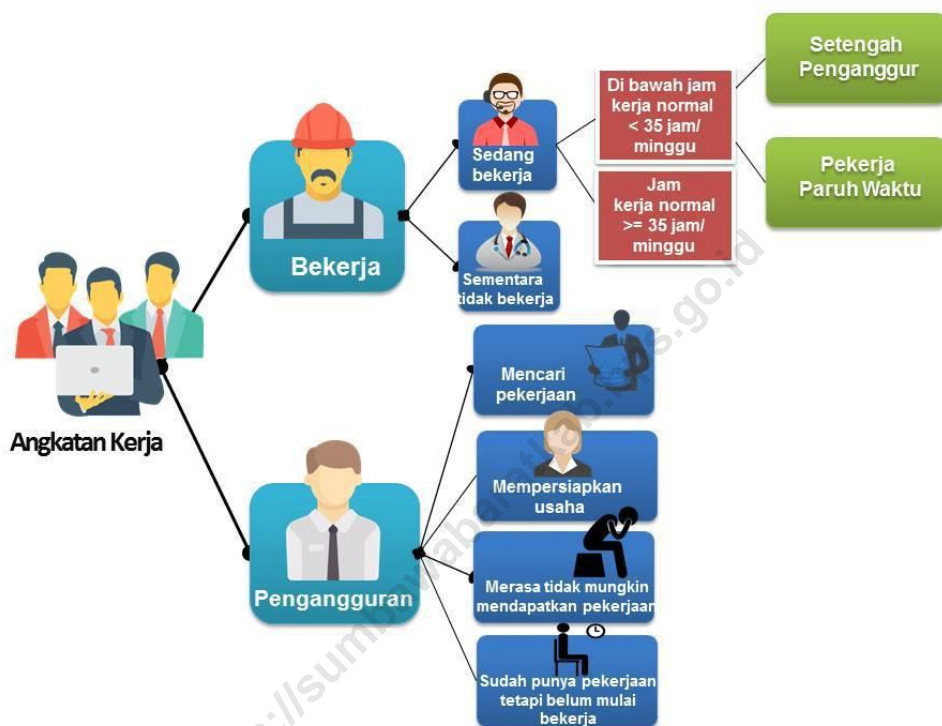 Setengah
Penganggur
Di bawah jam
kerja normal
< 35 jam/
minggu
Sedang
bekerja
Pekerja
Paruh Waktu
Jam
kerja normal
>= 35 jam/
minggu
Bekerja
Sementara
tidak bekerja
Mencari
pekerjaan
Angkatan Kerja
Mempersiapkan
usaha
Merasa tidak mungkin
mendapatkan pekerjaan
Pengangguran
Sudah punya pekerjaan
tetapi belum mulai
bekerja